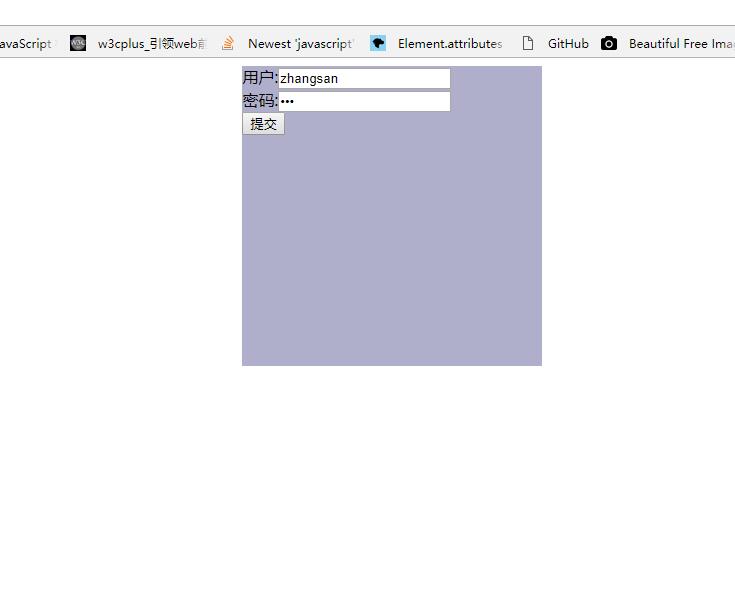 avaScript w3cplus_引领web前 Newest 'javascript' Element.attributes GitHub Beautiful Free Ima
用户:zhangsan
密码:•••
提交